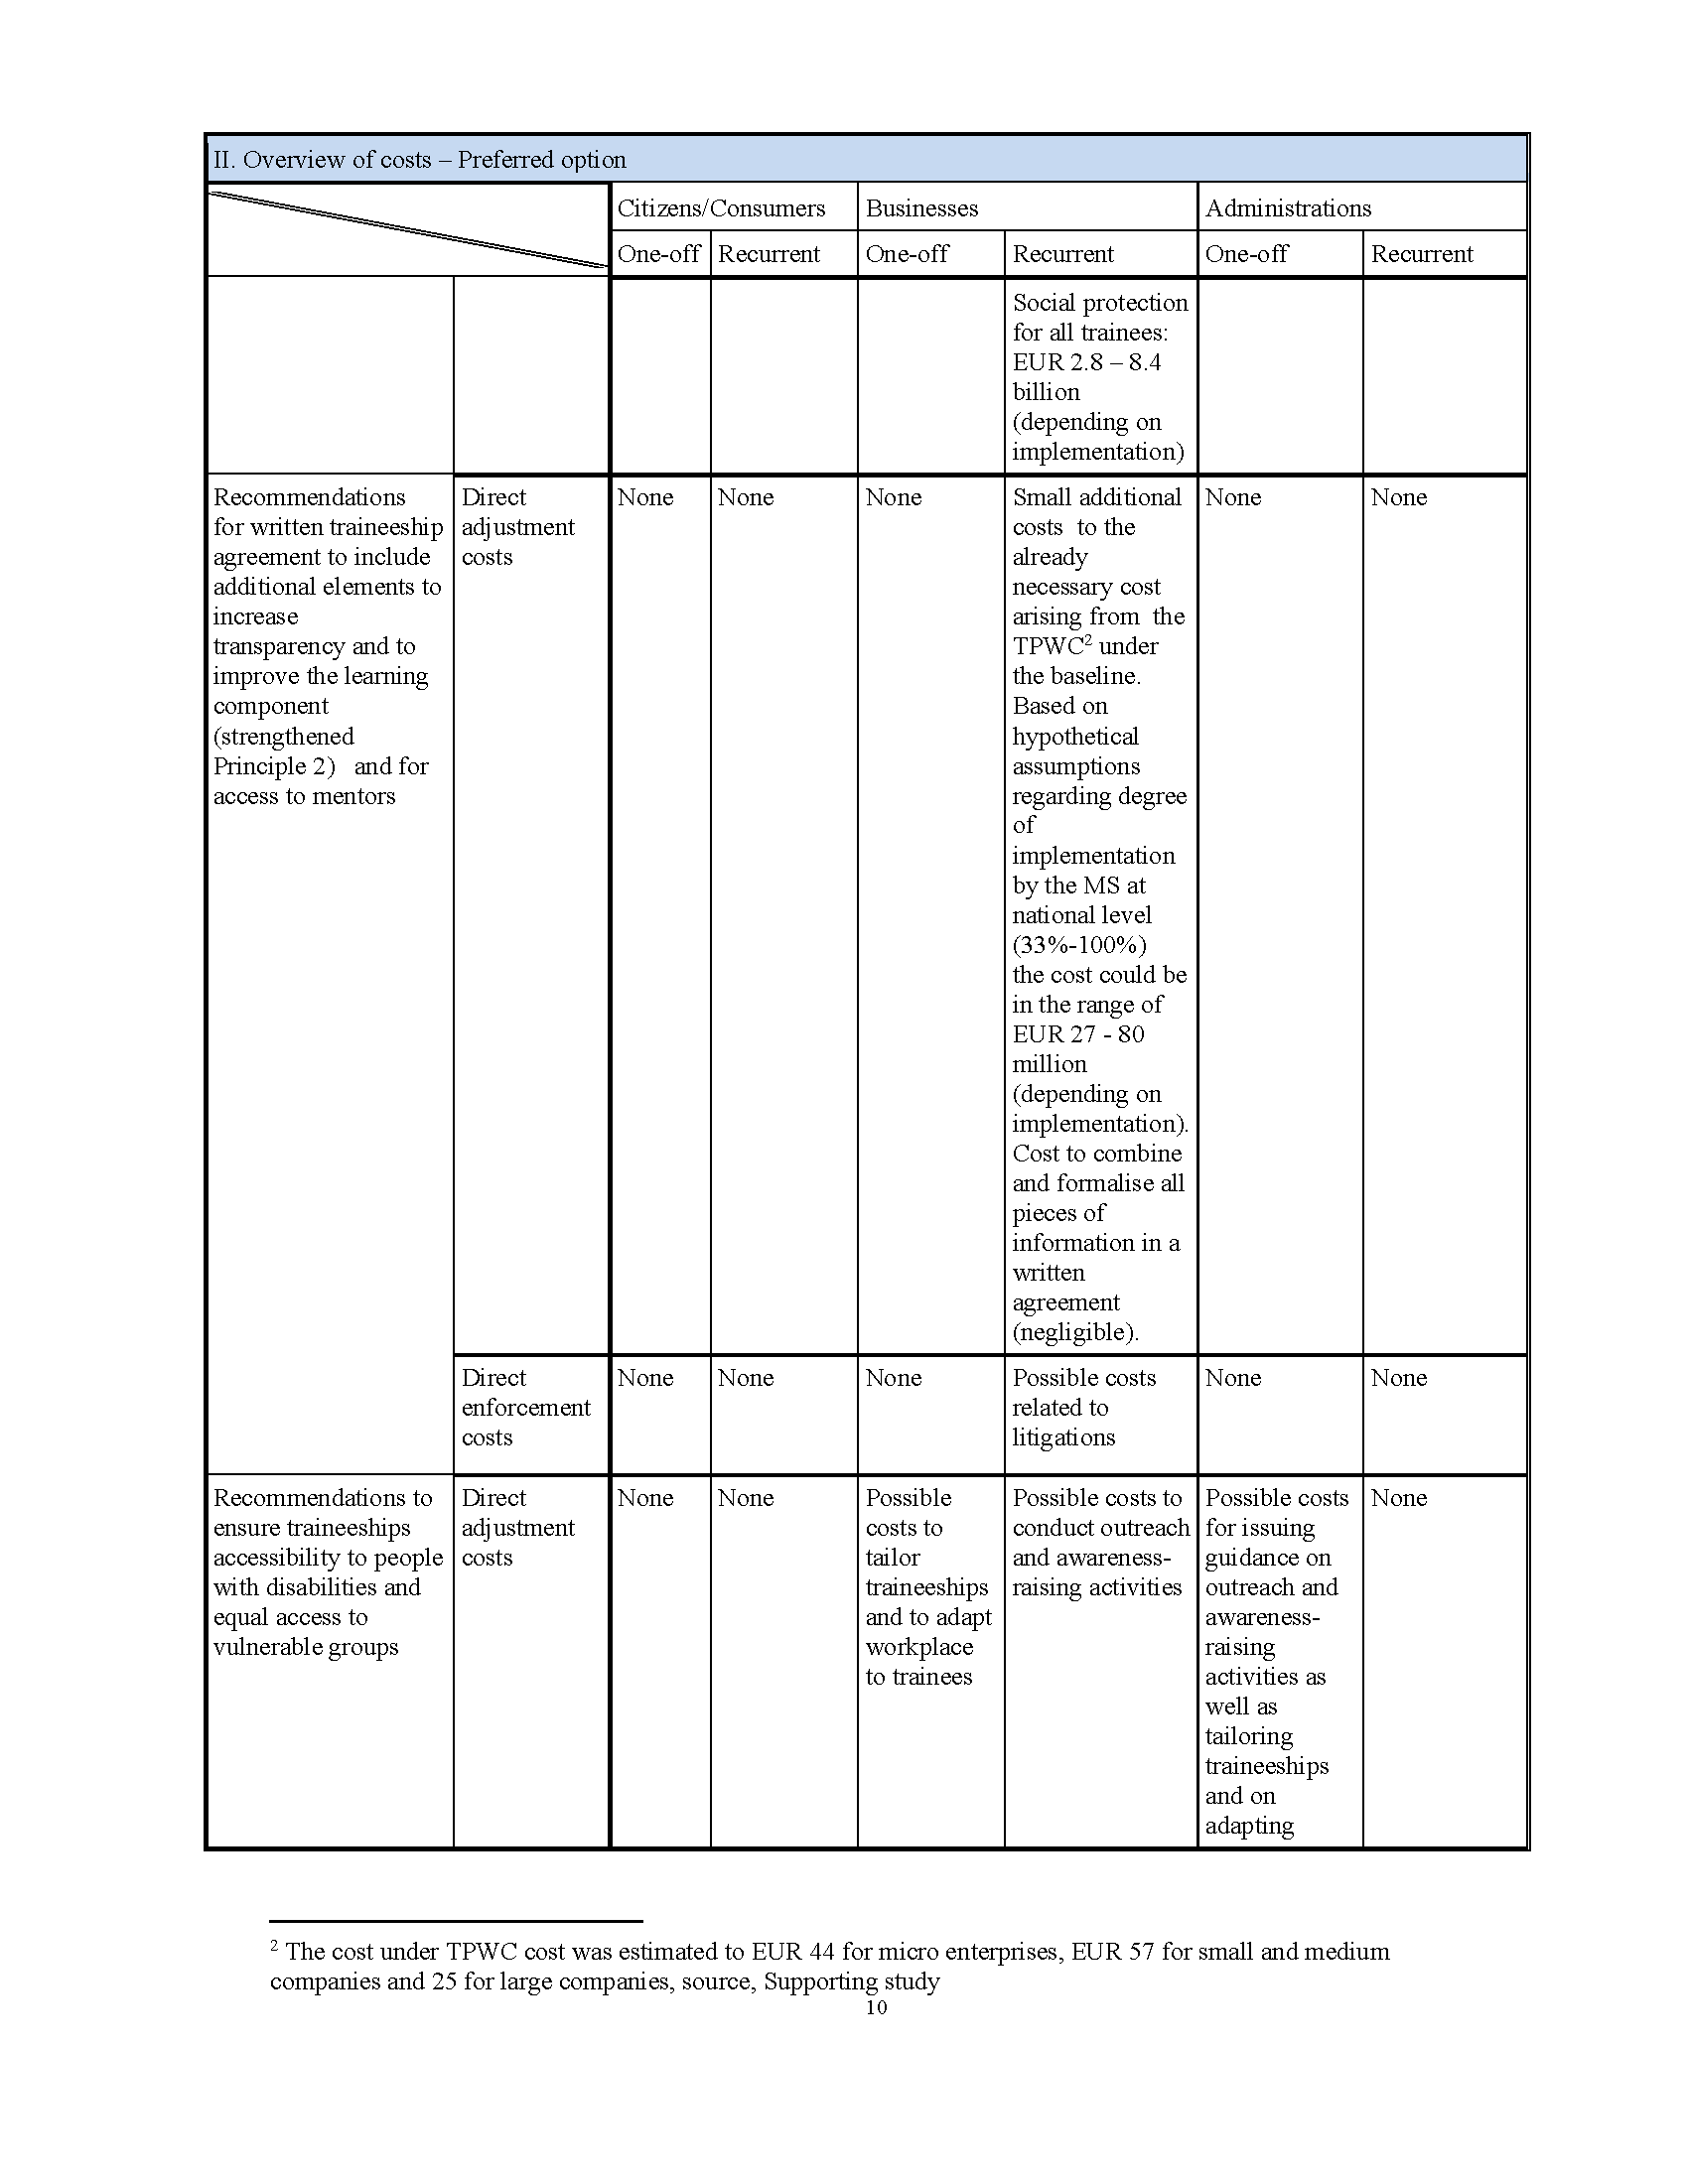 II. Overview of costs – Preferred option
Citizens/Consumers
Businesses
Administrations
One-off
Recurrent
One-off
Recurrent
One-off
Recurrent
Social protection
for all trainees:
EUR 2.8 – 8.4
billion
(depending on
implementation)
Recommendations
for written traineeship
agreement to include
additional elements to
increase
transparency and to
improve the learning
component
(strengthened
Principle 2)   and for
access to mentors
Direct
adjustment
costs
None
None
None
Small additional
costs  to the
already
necessary cost
arising from  the
TPWC² under
the baseline.
Based on
hypothetical
assumptions
regarding degree
of
implementation
by the MS at
national level
(33%-100%)
the cost could be
in the range of
EUR 27 - 80
million
(depending on
implementation).
Cost to combine
and formalise all
pieces of
information in a
written
agreement
(negligible).
None
None
Direct
enforcement
costs
None
None
None
Possible costs
related to
litigations
None
None
Recommendations to
ensure traineeships
accessibility to people
with disabilities and
equal access to
vulnerable groups
Direct
adjustment
costs
None
None
Possible
costs to
tailor
traineeships
and to adapt
workplace
to trainees
Possible costs to
conduct outreach
and awareness-
raising activities
Possible costs
for issuing
guidance on
outreach and
awareness-
raising
activities as
well as
tailoring
traineeships
and on
adapting
None
² The cost under TPWC cost was estimated to EUR 44 for micro enterprises, EUR 57 for small and medium
companies and 25 for large companies, source, Supporting study
10